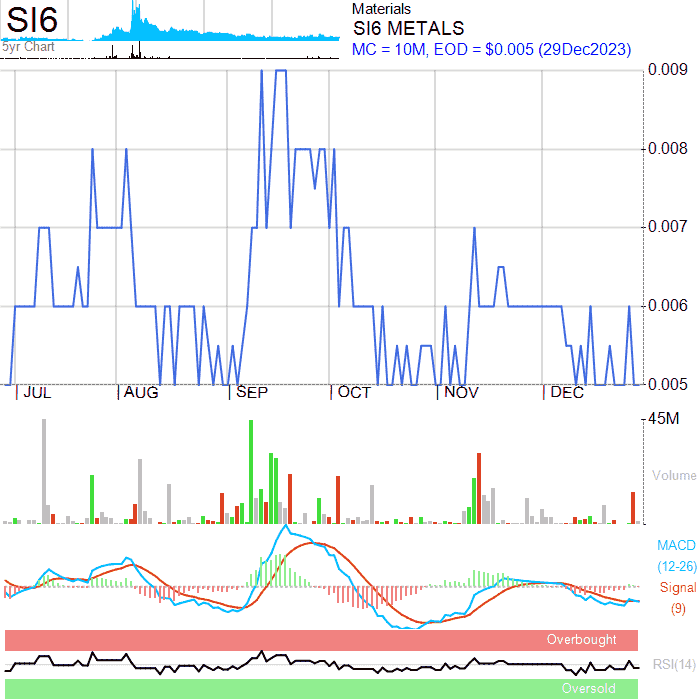 SI6
5yr Chart
Materials
SI6 METALS
MC = 10M, EOD = $0.005 (29Dec2023)
0.009
0.008
0.007
0.006
0.005
JUL AUG SEP OCT NOV DEC
45M
Volume
MACD
(12-26)
Signal
(9)
Overbought
RSI(14)
Oversold